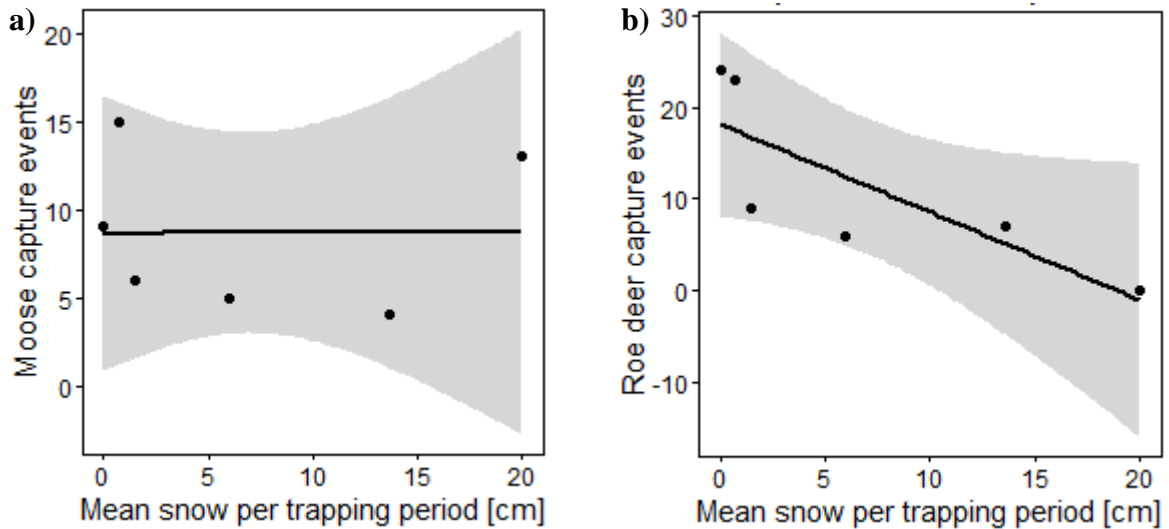 a)
Moose capture events
20
15
10
5
0
0 5 10 15 20
Mean snow per trapping period [cm]
b)
Roe deer capture events
30
20
10
0
-10
0 5 10 15 20
Mean snow per trapping period [cm]